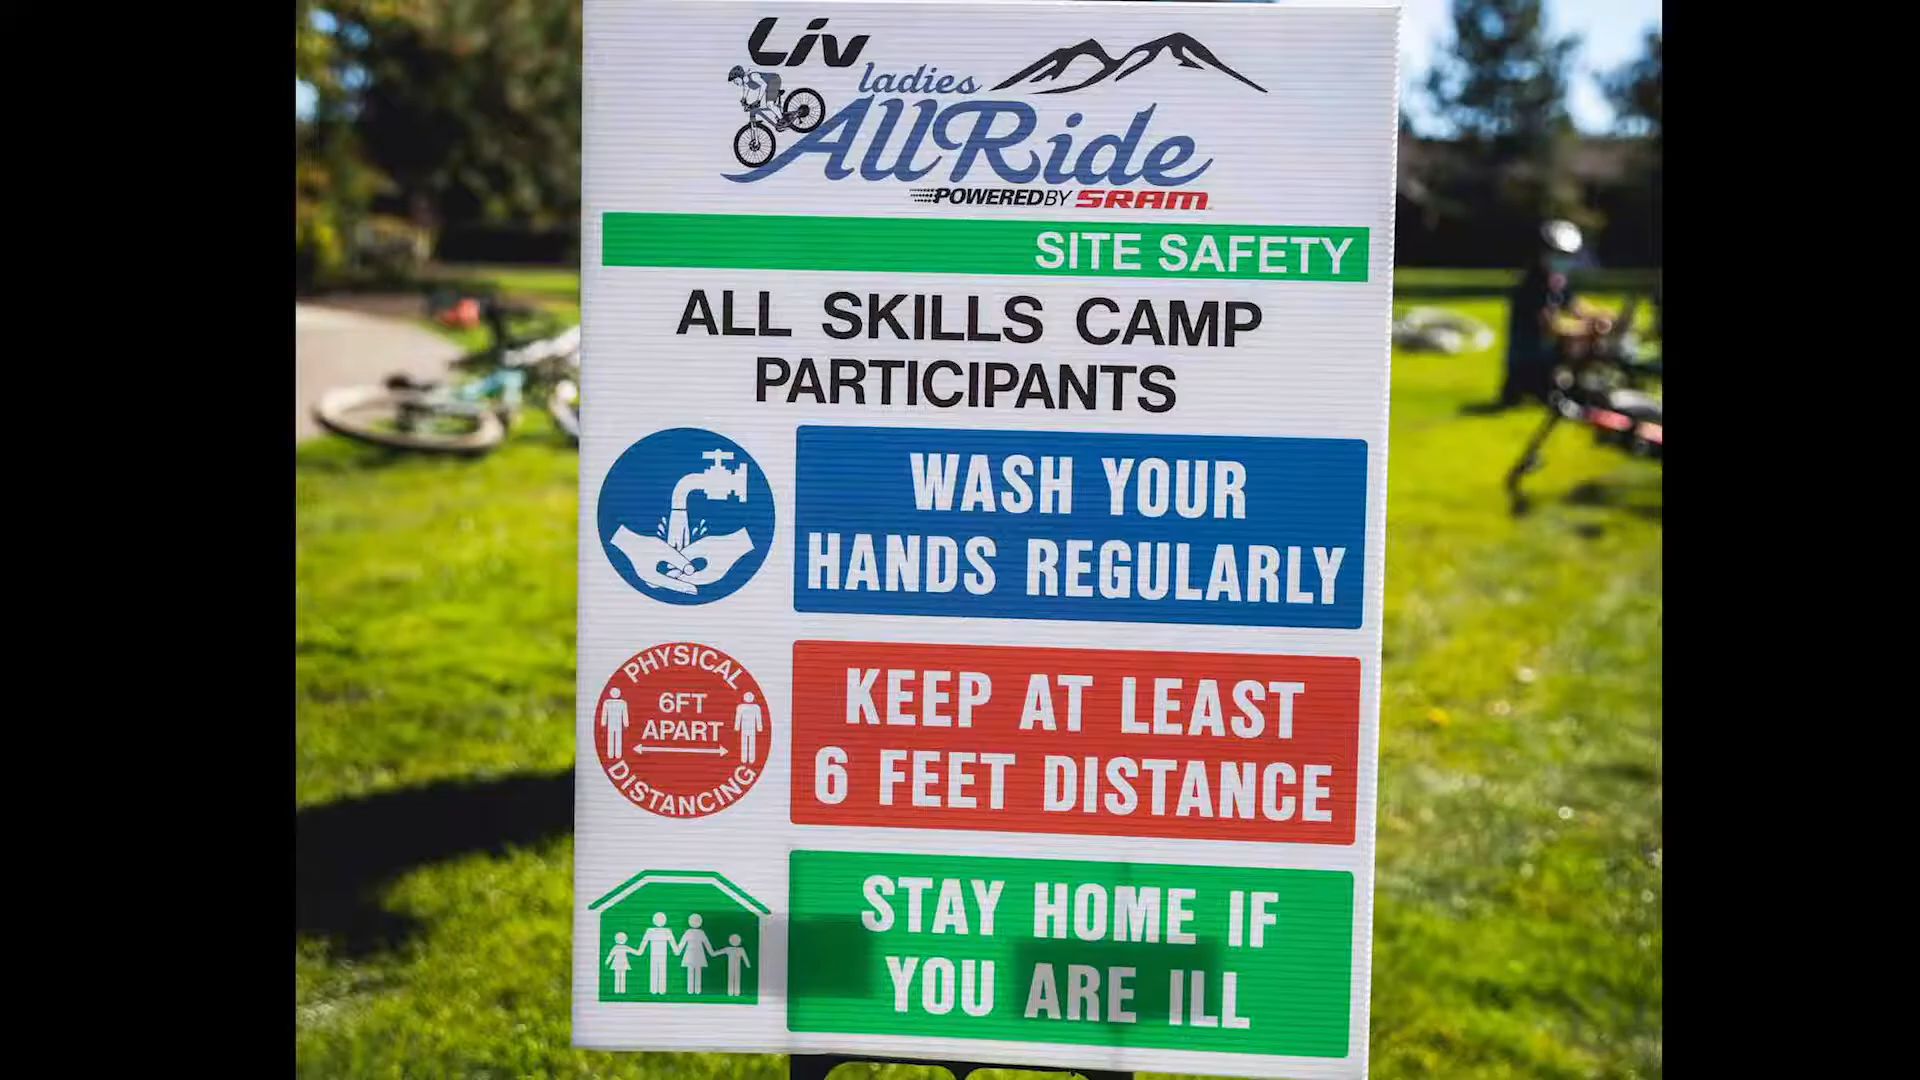 Liv
ladies
AllRide
POWERED BY SRAM
SITE SAFETY
ALL SKILLS CAMP
PARTICIPANTS
WASH YOUR
HANDS REGULARLY
PHYSICAL
6FT
APART
DISTANCING
KEEP AT LEAST
6 FEET DISTANCE
STAY HOME IF
YOU ARE ILL